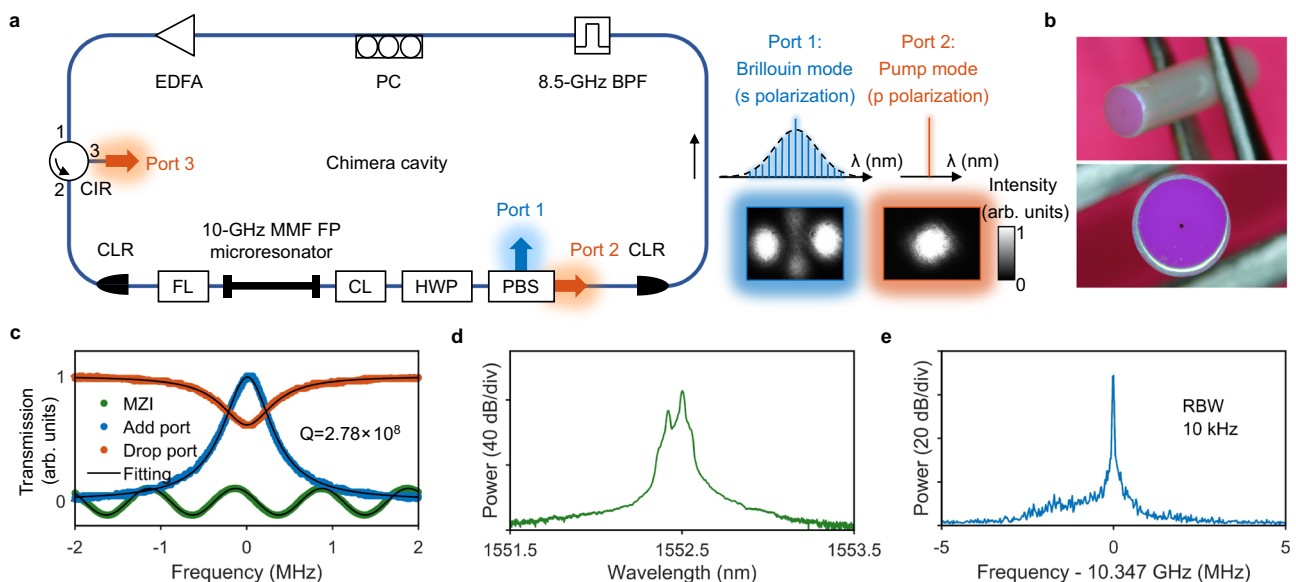 a
EDFA
PC
8.5-GHz BPF
1
3
2
CIR
Port 3
Chimera cavity
10-GHz MMF FP
microresonator
Port 1
Port 2
CLR
CLR
FL
CL
HWP
PBS
Port 1:
Brillouin mode
(s polarization)
λ (nm)
Port 2:
Pump mode
(p polarization)
λ (nm)
Intensity
(arb. units)
1
0
b
c
Transmission
(arb. units)
1
0
MZI
Add port
Drop port
Fitting
Q=2.78×10⁸
-2
-1
0
1
2
Frequency (MHz)
d
Power (40 dB/div)
1551.5
1552.5
1553.5
Wavelength (nm)
e
Power (20 dB/div)
RBW
10 kHz
-5
0
5
Frequency - 10.347 GHz (MHz)